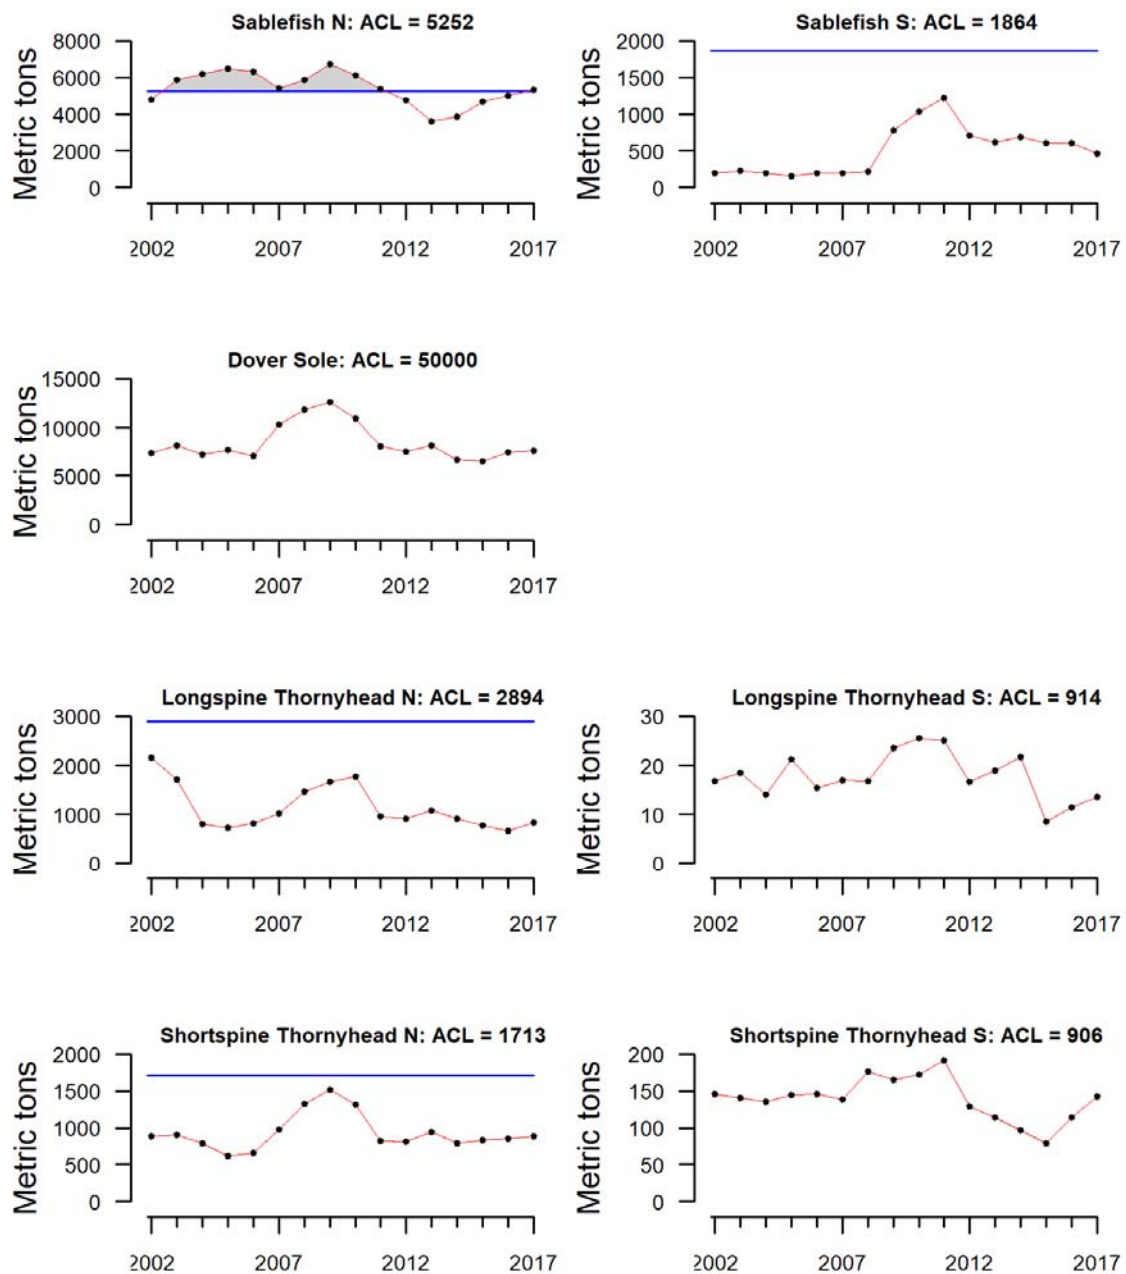 Sablefish N: ACL = 5252
Metric tons
8000
6000
4000
2000
0
2002 2007 2012 2017
Sablefish S: ACL = 1864
Metric tons
2000
1500
1000
500
0
2002 2007 2012 2017
Dover Sole: ACL = 50000
Metric tons
15000
10000
5000
0
2002 2007 2012 2017
Longspine Thornyhead N: ACL = 2894
Metric tons
3000
2000
1000
0
2002 2007 2012 2017
Longspine Thornyhead S: ACL = 914
Metric tons
30
20
10
0
2002 2007 2012 2017
Shortspine Thornyhead N: ACL = 1713
Metric tons
2000
1500
1000
500
0
2002 2007 2012 2017
Shortspine Thornyhead S: ACL = 906
Metric tons
200
150
100
50
0
2002 2007 2012 2017